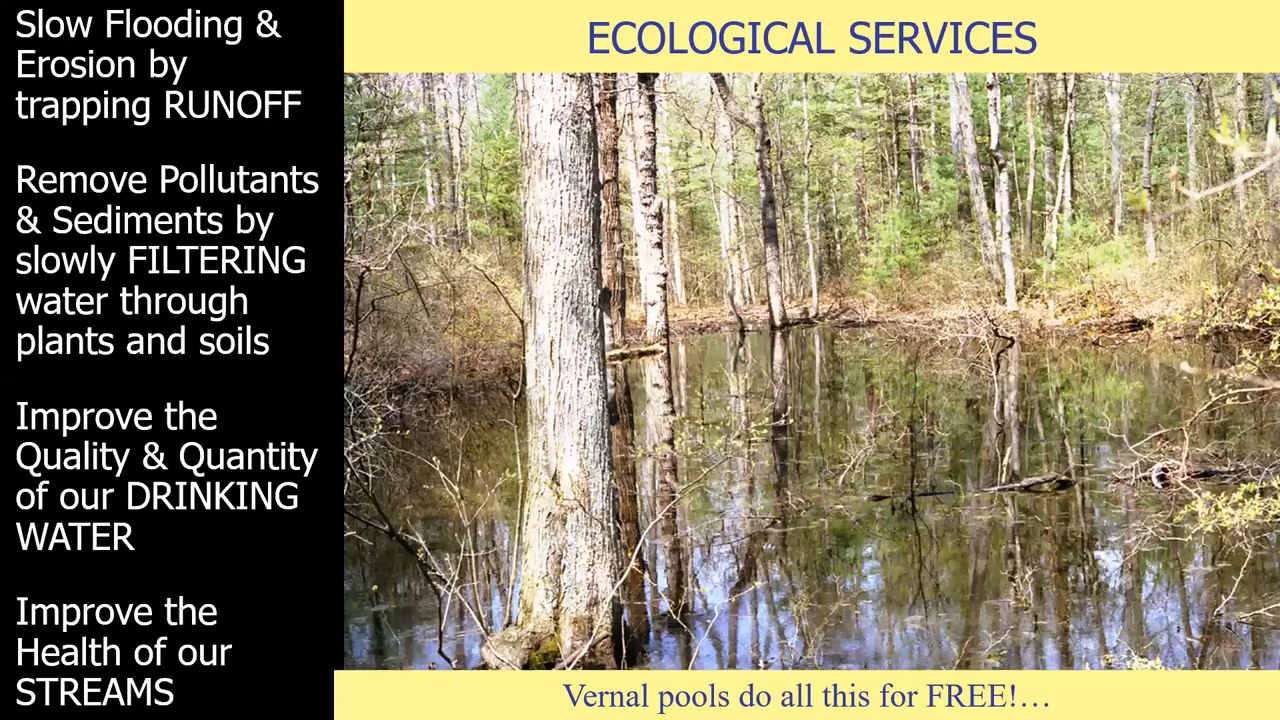 Slow Flooding &
Erosion by
trapping RUNOFF
Remove Pollutants
& Sediments by
slowly FILTERING
water through
plants and soils
Improve the
Quality & Quantity
of our DRINKING
WATER
Improve the
Health of our
STREAMS
ECOLOGICAL SERVICES
Vernal pools do all this for FREE!…